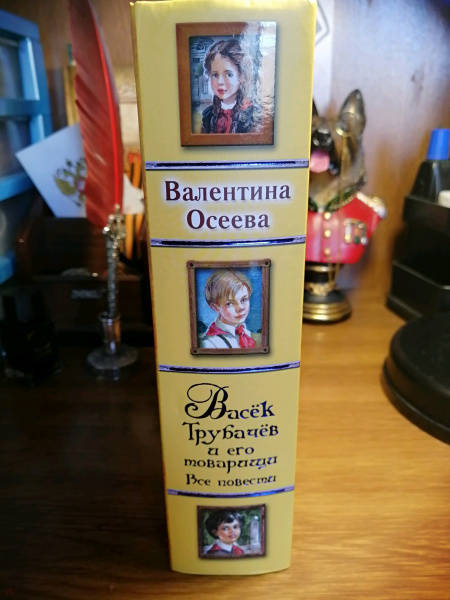 Валентина
Осеева
Васёк
Трубачёв
и его
товарищи
Все повести